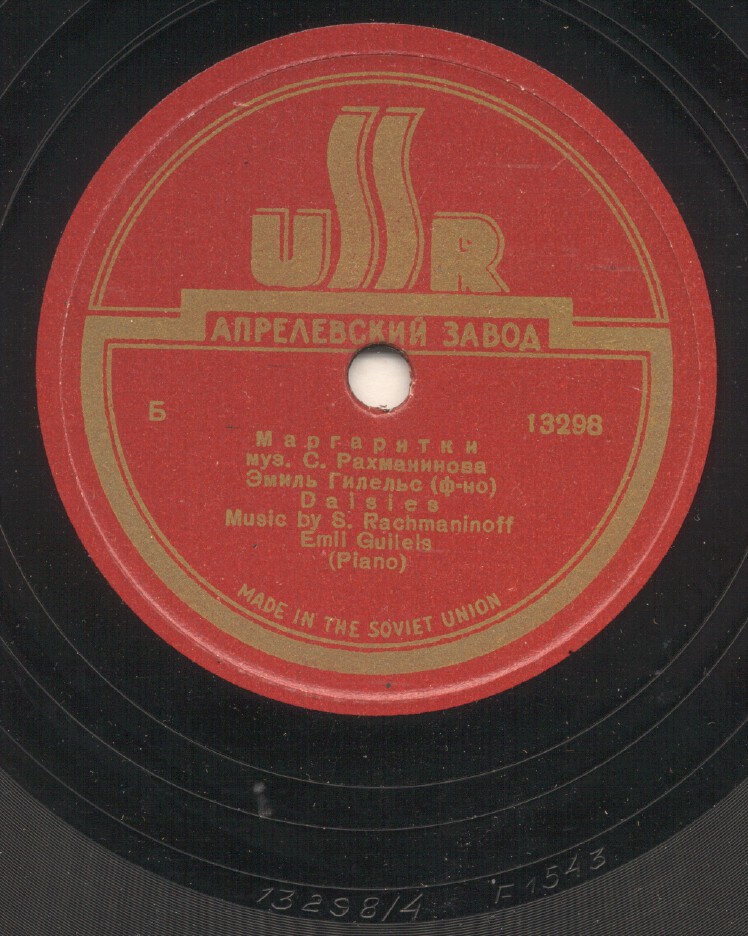 USSR
АПРЕЛЕВСКИЙ ЗАВОД
Б
13298
Маргаритки
муз. С. Рахманинова
Эмиль Гилельс (ф-но)
Daisies
Music by S. Rachmaninoff
Emil Guilels
(Piano)
MADE IN THE SOVIET UNION
13298/4 F1543